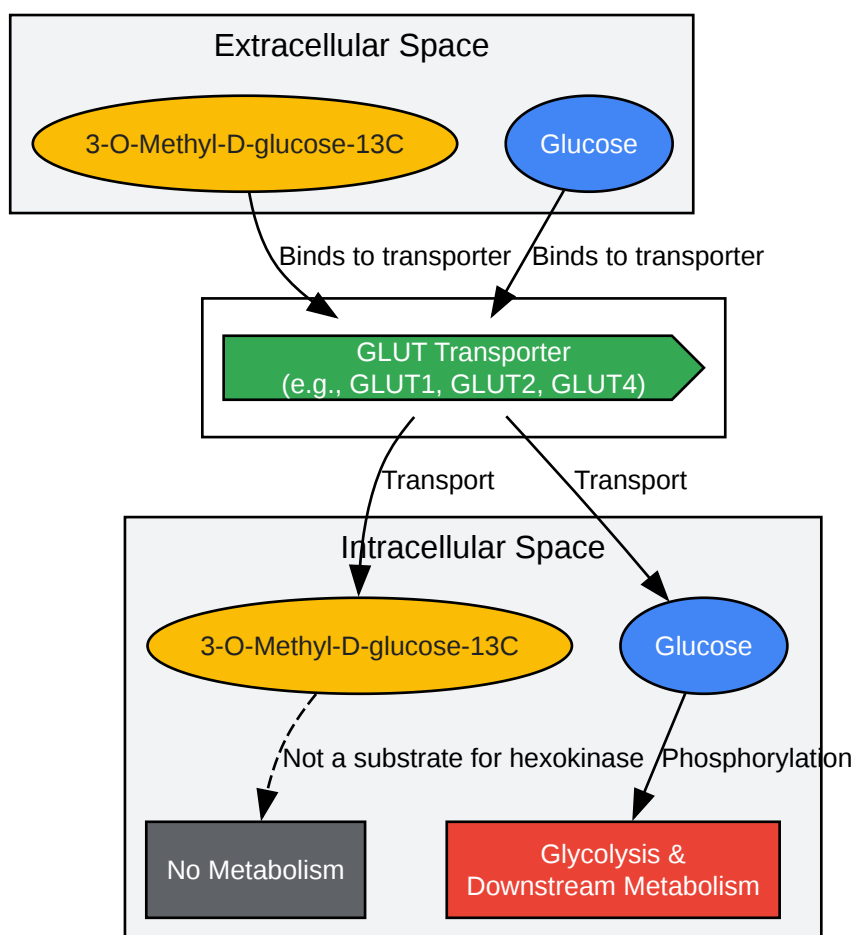 Extracellular Space
3-O-Methyl-D-glucose-13C
Glucose
Binds to transporter
Binds to transporter
GLUT Transporter
(e.g., GLUT1, GLUT2, GLUT4)
Transport
Transport
Intracellular Space
3-O-Methyl-D-glucose-13C
Glucose
Not a substrate for hexokinase
Phosphorylation
No Metabolism
Glycolysis &
Downstream Metabolism